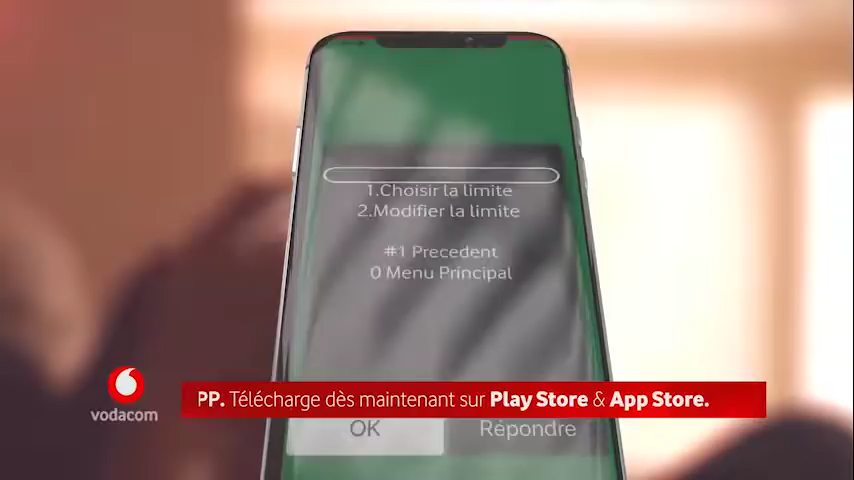 1.Choisir la limite
2.Modifier la limite
#1 Precedent
0 Menu Principal
vodacom
PP. Télécharge dès maintenant sur Play Store & App Store.
OK
Répondre